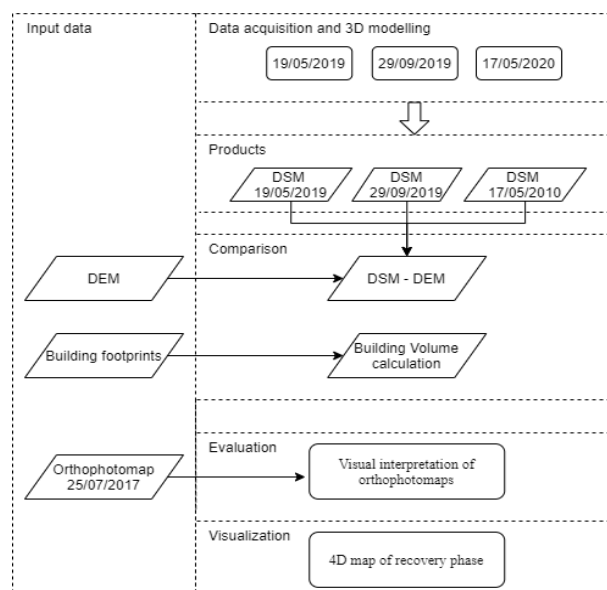 Input data
Data acquisition and 3D modelling
19/05/2019
29/09/2019
17/05/2020
Products
DSM
19/05/2019
DSM
29/09/2019
DSM
17/05/2010
Comparison
DEM
DSM - DEM
Building footprints
Building Volume
calculation
Evaluation
Orthophotomap
25/07/2017
Visual interpretation of
orthophotomaps
Visualization
4D map of recovery phase